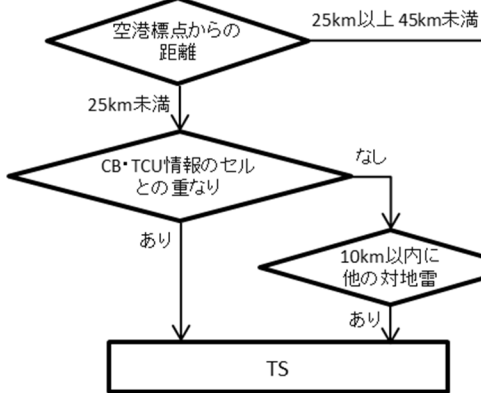 空港標点からの
距離
25km以上 45km未満
25km未満
CB・TCU情報のセル
との重なり
なし
あり
10km以内に
他の対地雷
あり
TS